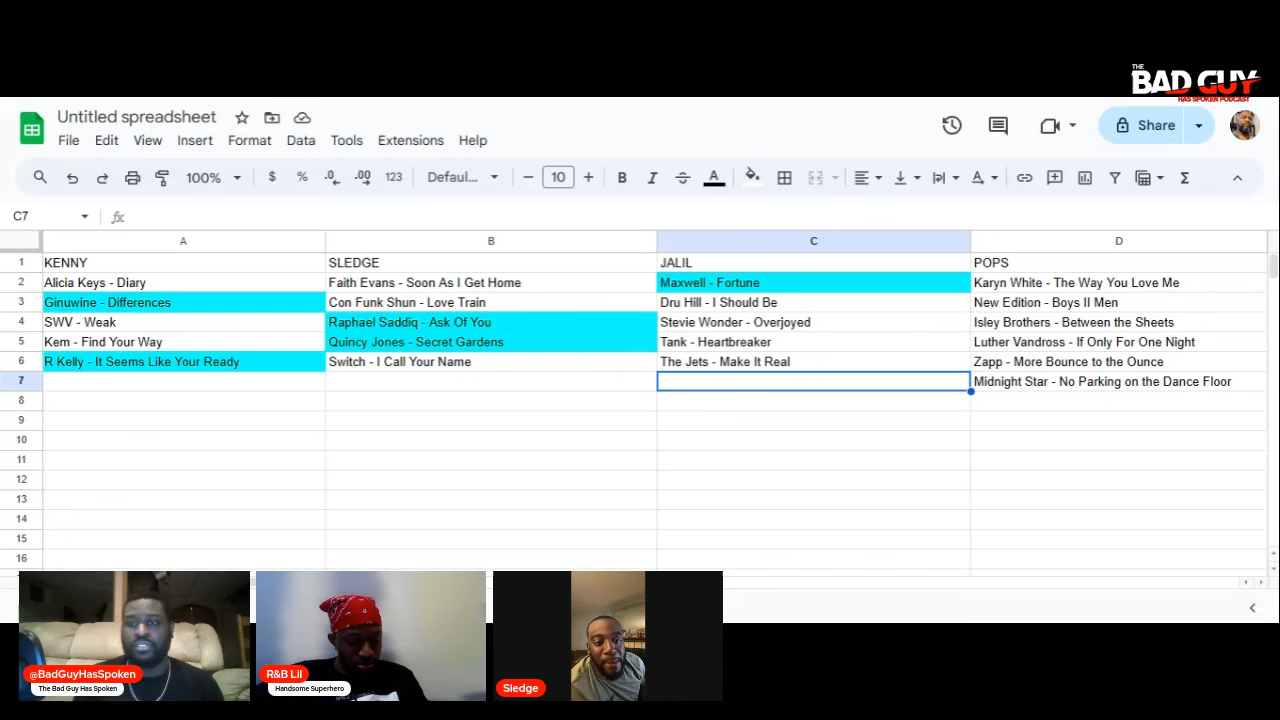 THE
BAD GUY
HAS SPOKEN PODCAST
Untitled spreadsheet
File Edit View Insert Format Data Tools Extensions Help
Share
100% $ % .0 .00 123 Defaul... 10 B I A
C7 fx
A B C D
1 KENNY SLEDGE JALIL POPS
2 Alicia Keys - Diary Faith Evans - Soon As I Get Home Maxwell - Fortune Karyn White - The Way You Love Me
3 Ginuwine - Differences Con Funk Shun - Love Train Dru Hill - I Should Be New Edition - Boys II Men
4 SWV - Weak Raphael Saddiq - Ask Of You Stevie Wonder - Overjoyed Isley Brothers - Between the Sheets
5 Kem - Find Your Way Quincy Jones - Secret Gardens Tank - Heartbreaker Luther Vandross - If Only For One Night
6 R Kelly - It Seems Like Your Ready Switch - I Call Your Name The Jets - Make It Real Zapp - More Bounce to the Ounce
7 Midnight Star - No Parking on the Dance Floor
8
9
10
11
12
13
14
15
16
@BadGuyHasSpoken
The Bad Guy Has Spoken
R&B Lil
Handsome Superhero
Sledge